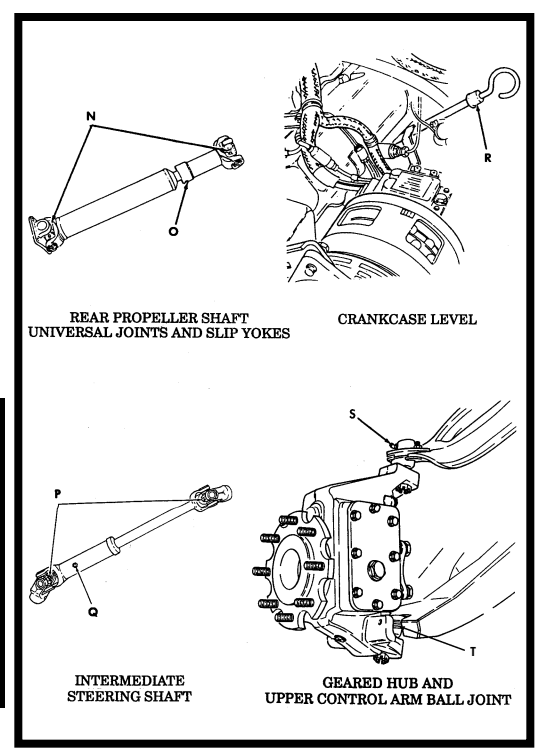 N
O
REAR PROPELLER SHAFT
UNIVERSAL JOINTS AND SLIP YOKES
R
CRANKCASE LEVEL
P
Q
INTERMEDIATE
STEERING SHAFT
S
T
GEARED HUB AND
UPPER CONTROL ARM BALL JOINT